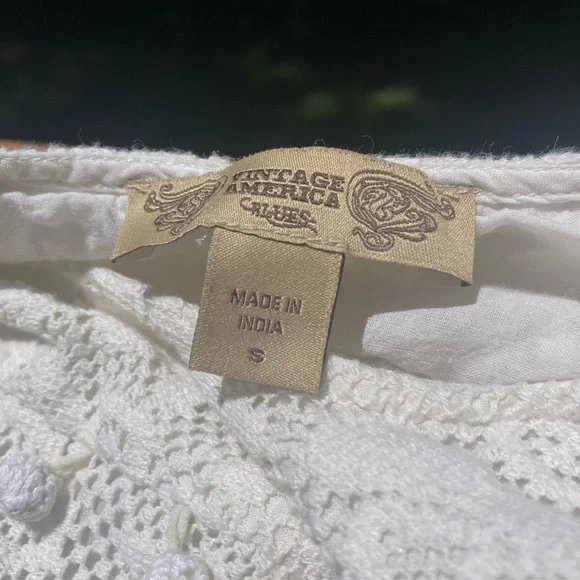 VINTAGE
AMERICA
BLUES
MADE IN
INDIA
S